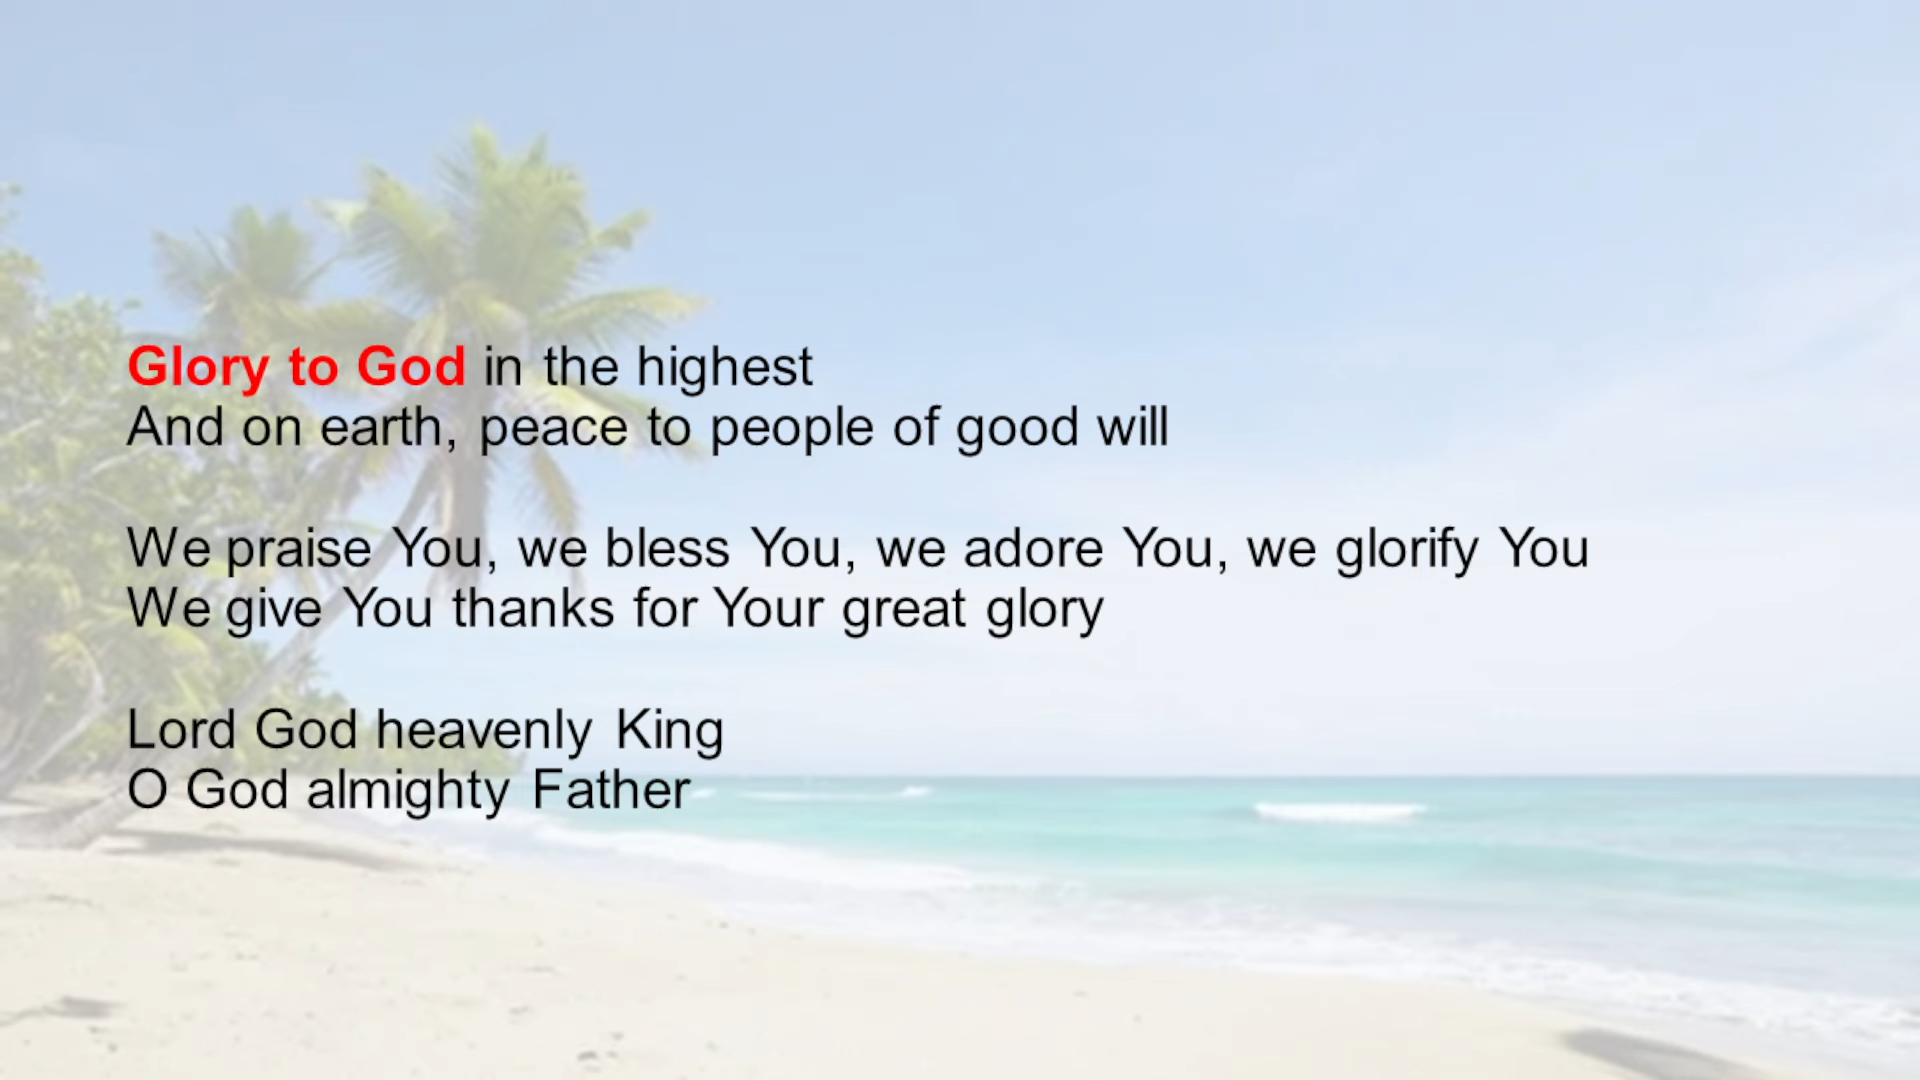 Glory to God in the highest
And on earth, peace to people of good will
We praise You, we bless You, we adore You, we glorify You
We give You thanks for Your great glory
Lord God heavenly King
O God almighty Father